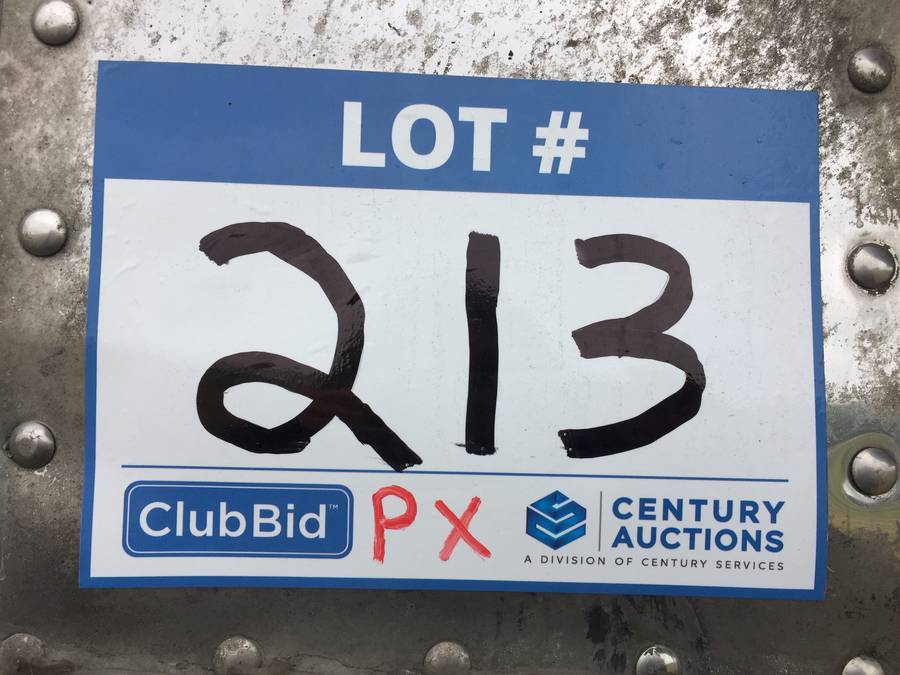 LOT #
213
ClubBid™ PX CENTURY AUCTIONS
A DIVISION OF CENTURY SERVICES